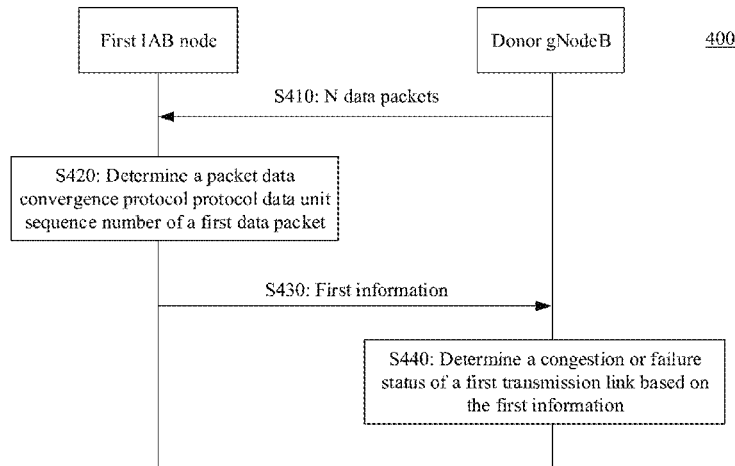 First IAB node
Donor gNodeB
400
S410: N data packets
S420: Determine a packet data
convergence protocol protocol data unit
sequence number of a first data packet
S430: First information
S440: Determine a congestion or failure
status of a first transmission link based on
the first information